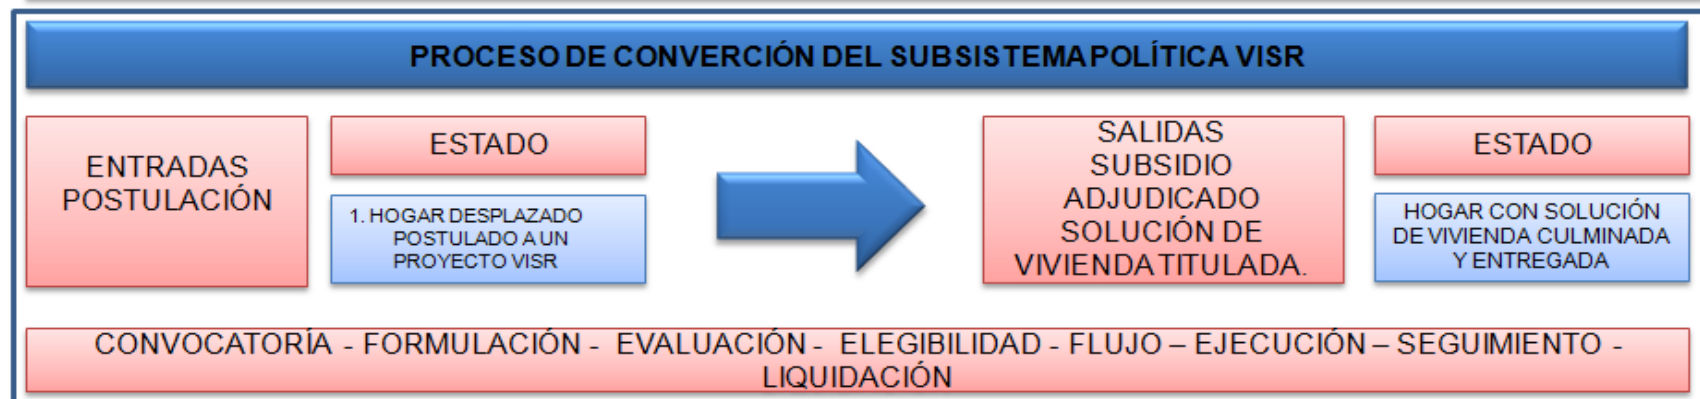 PROCESO DE CONVERCIÓN DEL SUBSISTEMA POLÍTICA VISR
ENTRADAS
POSTULACIÓN
ESTADO
1. HOGAR DESPLAZADO
POSTULADO A UN
PROYECTO VISR
SALIDAS
SUBSIDIO
ADJUDICADO
SOLUCIÓN DE
VIVIENDA TITULADA.
ESTADO
HOGAR CON SOLUCIÓN
DE VIVIENDA CULMINADA
Y ENTREGADA
CONVOCATORÍA - FORMULACIÓN - EVALUACIÓN - ELEGIBILIDAD - FLUJO – EJECUCIÓN – SEGUIMIENTO -
LIQUIDACIÓN